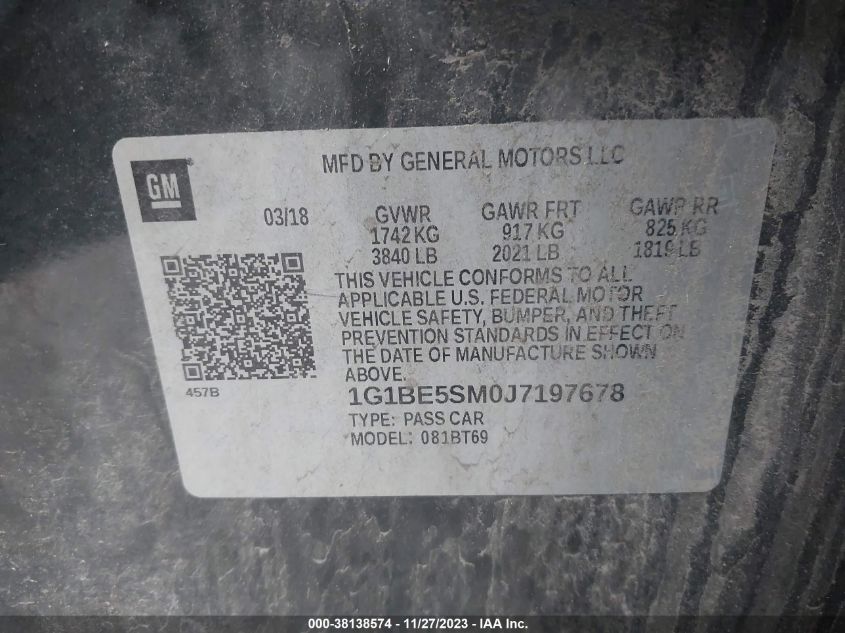 GM
MFD BY GENERAL MOTORS LLC
03/18 GVWR GAWR FRT GAWR RR
1742 KG 917 KG 825 KG
3840 LB 2021 LB 1819 LB
THIS VEHICLE CONFORMS TO ALL
APPLICABLE U.S. FEDERAL MOTOR
VEHICLE SAFETY, BUMPER, AND THEFT
PREVENTION STANDARDS IN EFFECT ON
THE DATE OF MANUFACTURE SHOWN
ABOVE.
457B
1G1BE5SM0J7197678
TYPE: PASS CAR
MODEL: 081BT69
000-38138574 - 11/27/2023 - IAA Inc.